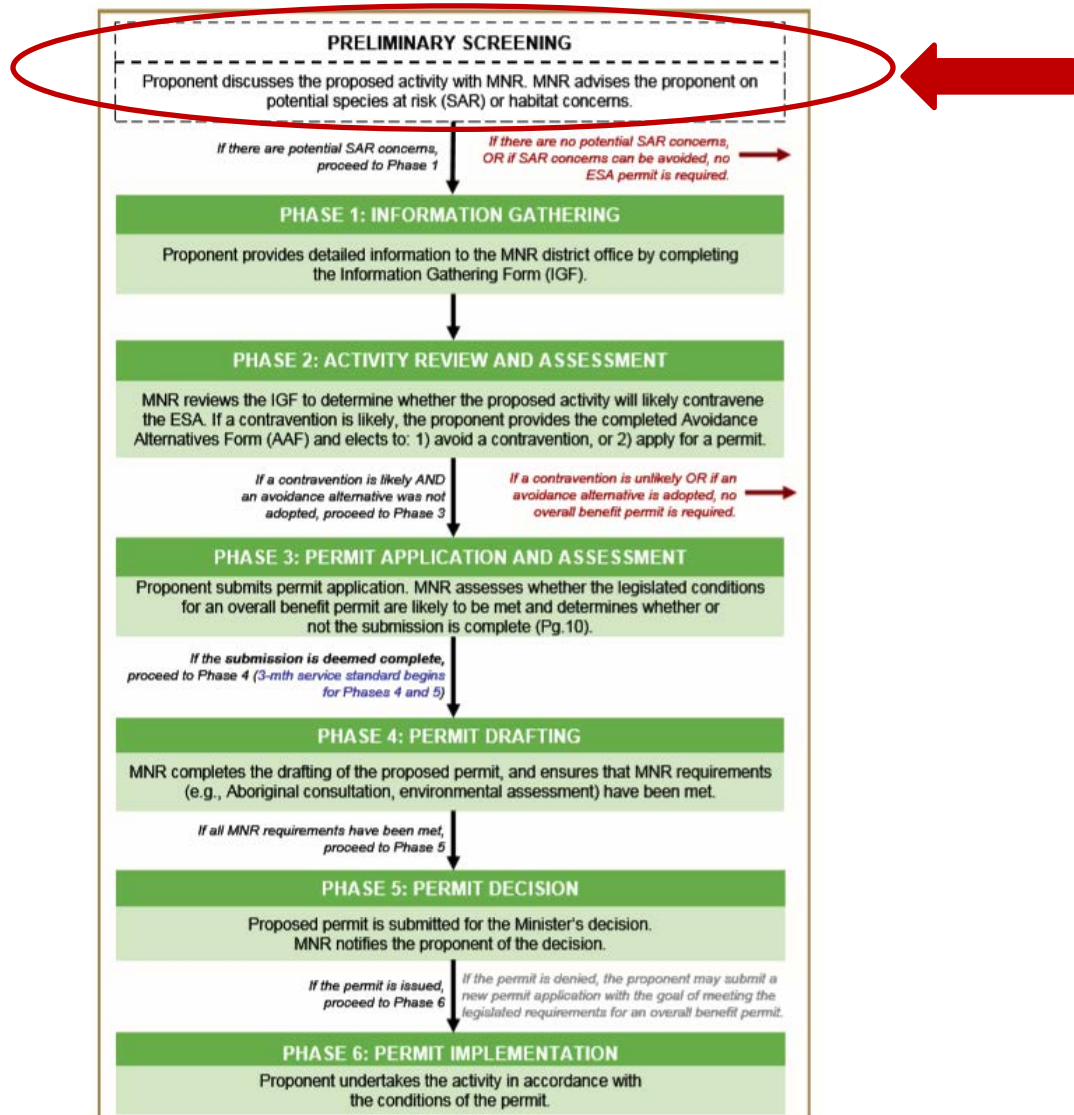 PRELIMINARY SCREENING
Proponent discusses the proposed activity with MNR. MNR advises the proponent on
potential species at risk (SAR) or habitat concerns.
If there are potential SAR concerns,
proceed to Phase 1
If there are no potential SAR concerns,
OR if SAR concerns can be avoided, no
ESA permit is required.
PHASE 1: INFORMATION GATHERING
Proponent provides detailed information to the MNR district office by completing
the Information Gathering Form (IGF).
PHASE 2: ACTIVITY REVIEW AND ASSESSMENT
MNR reviews the IGF to determine whether the proposed activity will likely contravene
the ESA. If a contravention is likely, the proponent provides the completed Avoidance
Alternatives Form (AAF) and elects to: 1) avoid a contravention, or 2) apply for a permit.
If a contravention is likely AND
an avoidance alternative was not
adopted, proceed to Phase 3
If a contravention is unlikely OR if an
avoidance alternative is adopted, no
overall benefit permit is required.
PHASE 3: PERMIT APPLICATION AND ASSESSMENT
Proponent submits permit application. MNR assesses whether the legislated conditions
for an overall benefit permit are likely to be met and determines whether or
not the submission is complete (Pg.10).
If the submission is deemed complete,
proceed to Phase 4 (3-mth service standard begins
for Phases 4 and 5)
PHASE 4: PERMIT DRAFTING
MNR completes the drafting of the proposed permit, and ensures that MNR requirements
(e.g., Aboriginal consultation, environmental assessment) have been met.
If all MNR requirements have been met,
proceed to Phase 5
PHASE 5: PERMIT DECISION
Proposed permit is submitted for the Minister's decision.
MNR notifies the proponent of the decision.
If the permit is issued,
proceed to Phase 6
If the permit is denied, the proponent may submit a
new permit application with the goal of meeting the
legislated requirements for an overall benefit permit.
PHASE 6: PERMIT IMPLEMENTATION
Proponent undertakes the activity in accordance with
the conditions of the permit.